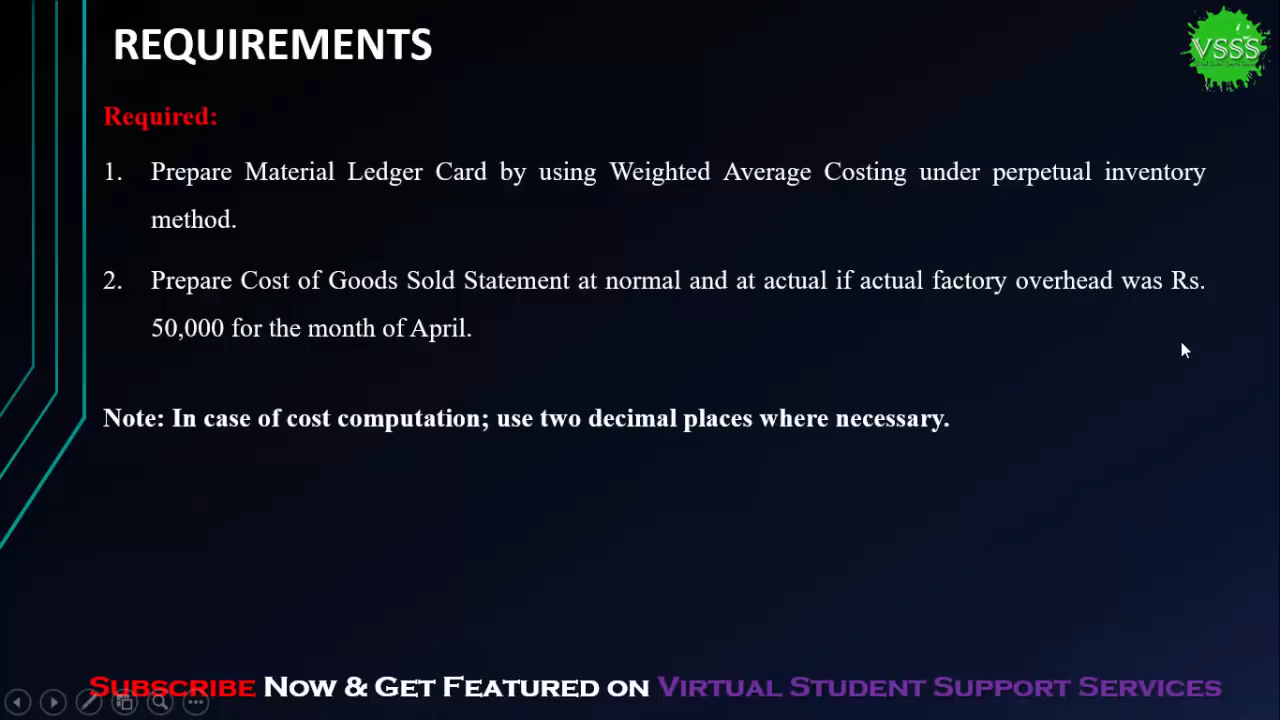 REQUIREMENTS
VSSS
Required:
1. Prepare Material Ledger Card by using Weighted Average Costing under perpetual inventory
method.
2. Prepare Cost of Goods Sold Statement at normal and at actual if actual factory overhead was Rs.
50,000 for the month of April.
Note: In case of cost computation; use two decimal places where necessary.
SUBSCRIBE NOW & GET FEATURED ON VIRTUAL STUDENT SUPPORT SERVICES